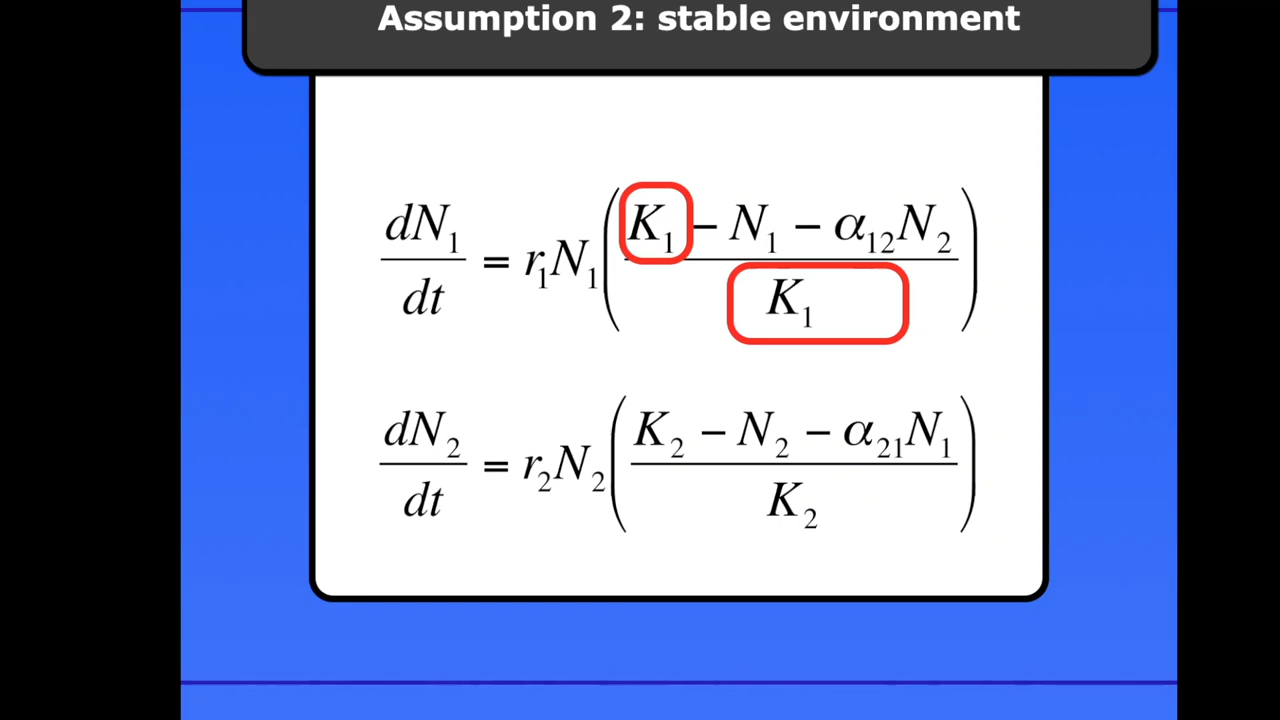 Assumption 2: stable environment
dN₁/dt = r₁N₁((K₁ − N₁ − α₁₂N₂)/K₁)
dN₂/dt = r₂N₂((K₂ − N₂ − α₂₁N₁)/K₂)